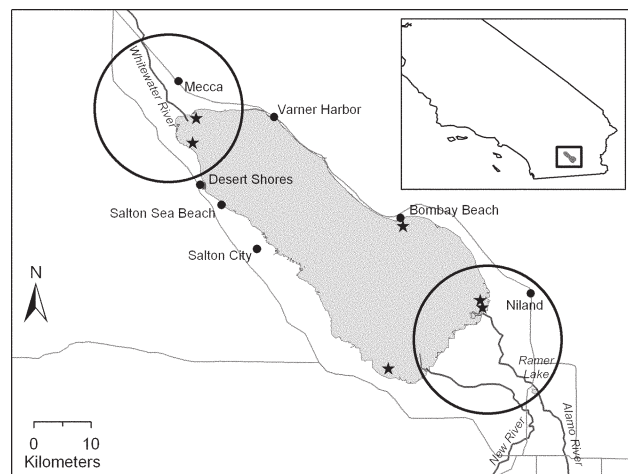 Whitewater River
Mecca
Varner Harbor
Desert Shores
Salton Sea Beach
Bombay Beach
Salton City
N
Niland
Ramer
Lake
0 10
Kilometers
New River
Alamo River